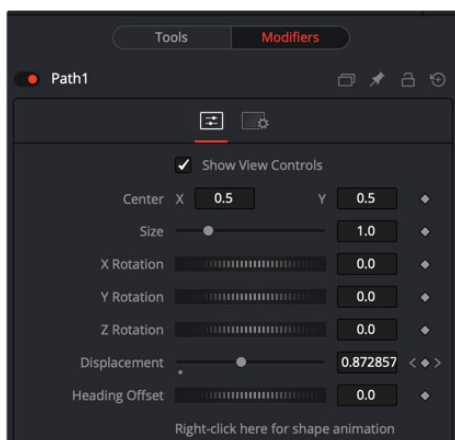 Tools Modifiers
Path1
Show View Controls
Center X 0.5 Y 0.5
Size 1.0
X Rotation 0.0
Y Rotation 0.0
Z Rotation 0.0
Displacement 0.872857
Heading Offset 0.0
Right-click here for shape animation